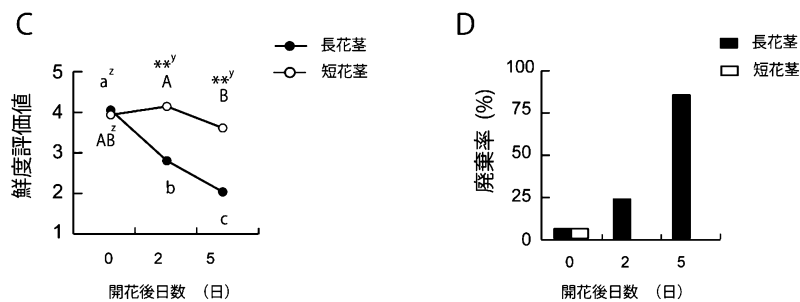 C
長花茎
短花茎
鮮度評価値
5
4
3
2
1
a^z
**^y
A
**^y
B
AB^z
b
c
0 2 5
開花後日数 (日)
D
長花茎
短花茎
廃棄率 (%)
100
75
50
25
0
0 2 5
開花後日数 (日)